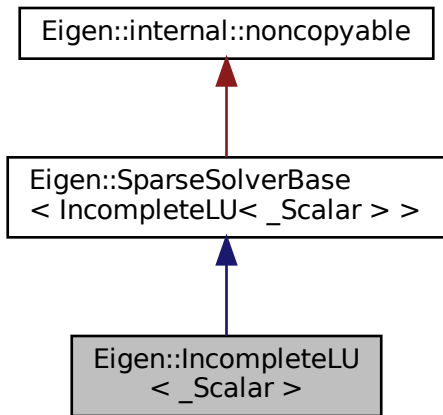 Eigen::internal::noncopyable
Eigen::SparseSolverBase
< IncompleteLU< _Scalar > >
Eigen::IncompleteLU
< _Scalar >